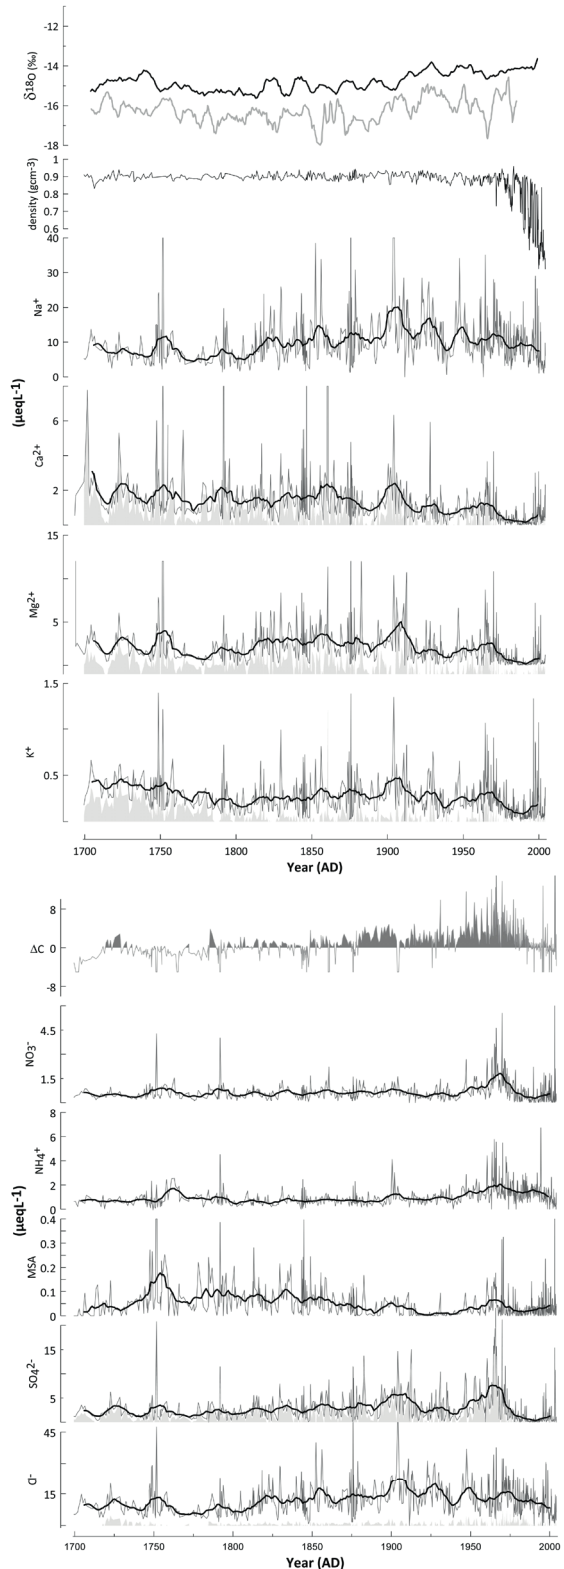 -12
-14
-16
-18
δ18O (‰)
1
0.9
0.8
0.7
0.6
density (gcm-3)
40
30
20
10
0
Na+
(µeqL-1)
6
2
Ca2+
15
5
Mg2+
1.5
0.5
K+
1700 1750 1800 1850 1900 1950 2000
Year (AD)
8
ΔC 0
-8
4.5
1.5
NO3-
8
6
4
2
0
NH4+
(µeqL-1)
0.4
0.3
0.2
0.1
0
MSA
15
5
SO42-
45
15
Cl-
1700 1750 1800 1850 1900 1950 2000
Year (AD)